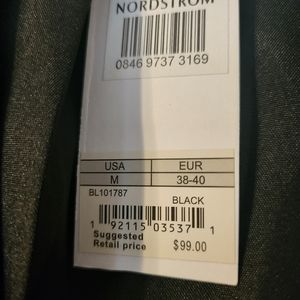 NORDSTROM
0846 9737 3169
USA EUR
M 38-40
BL101787
BLACK
1 92115 03537 1
Suggested
Retail price $99.00